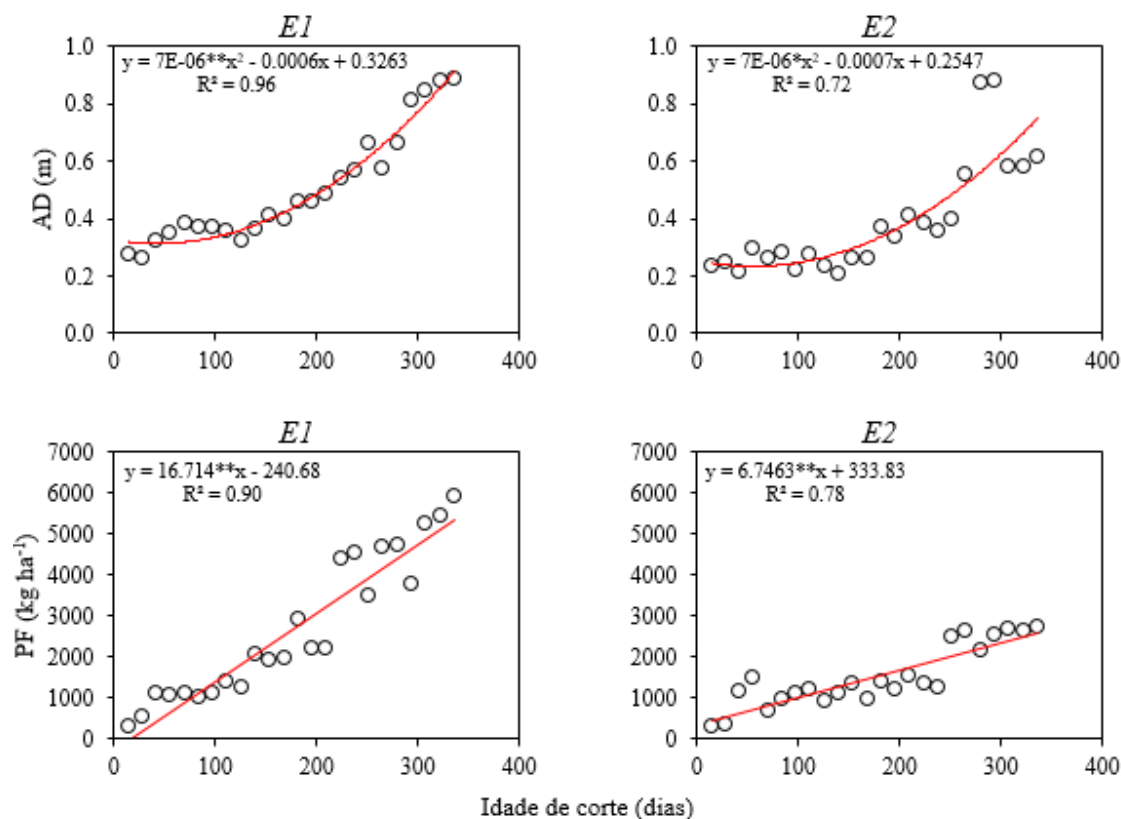 E1
E2
y = 7E-06**x² - 0.0006x + 0.3263
R² = 0.96
y = 7E-06*x² - 0.0007x + 0.2547
R² = 0.72
AD (m)
1.0
0.8
0.6
0.4
0.2
0.0
0 100 200 300 400
1.0
0.8
0.6
0.4
0.2
0.0
0 100 200 300 400
E1
E2
y = 16.714**x - 240.68
R² = 0.90
y = 6.7463**x + 333.83
R² = 0.78
PF (kg ha⁻¹)
7000
6000
5000
4000
3000
2000
1000
0
0 100 200 300 400
7000
6000
5000
4000
3000
2000
1000
0
0 100 200 300 400
Idade de corte (dias)